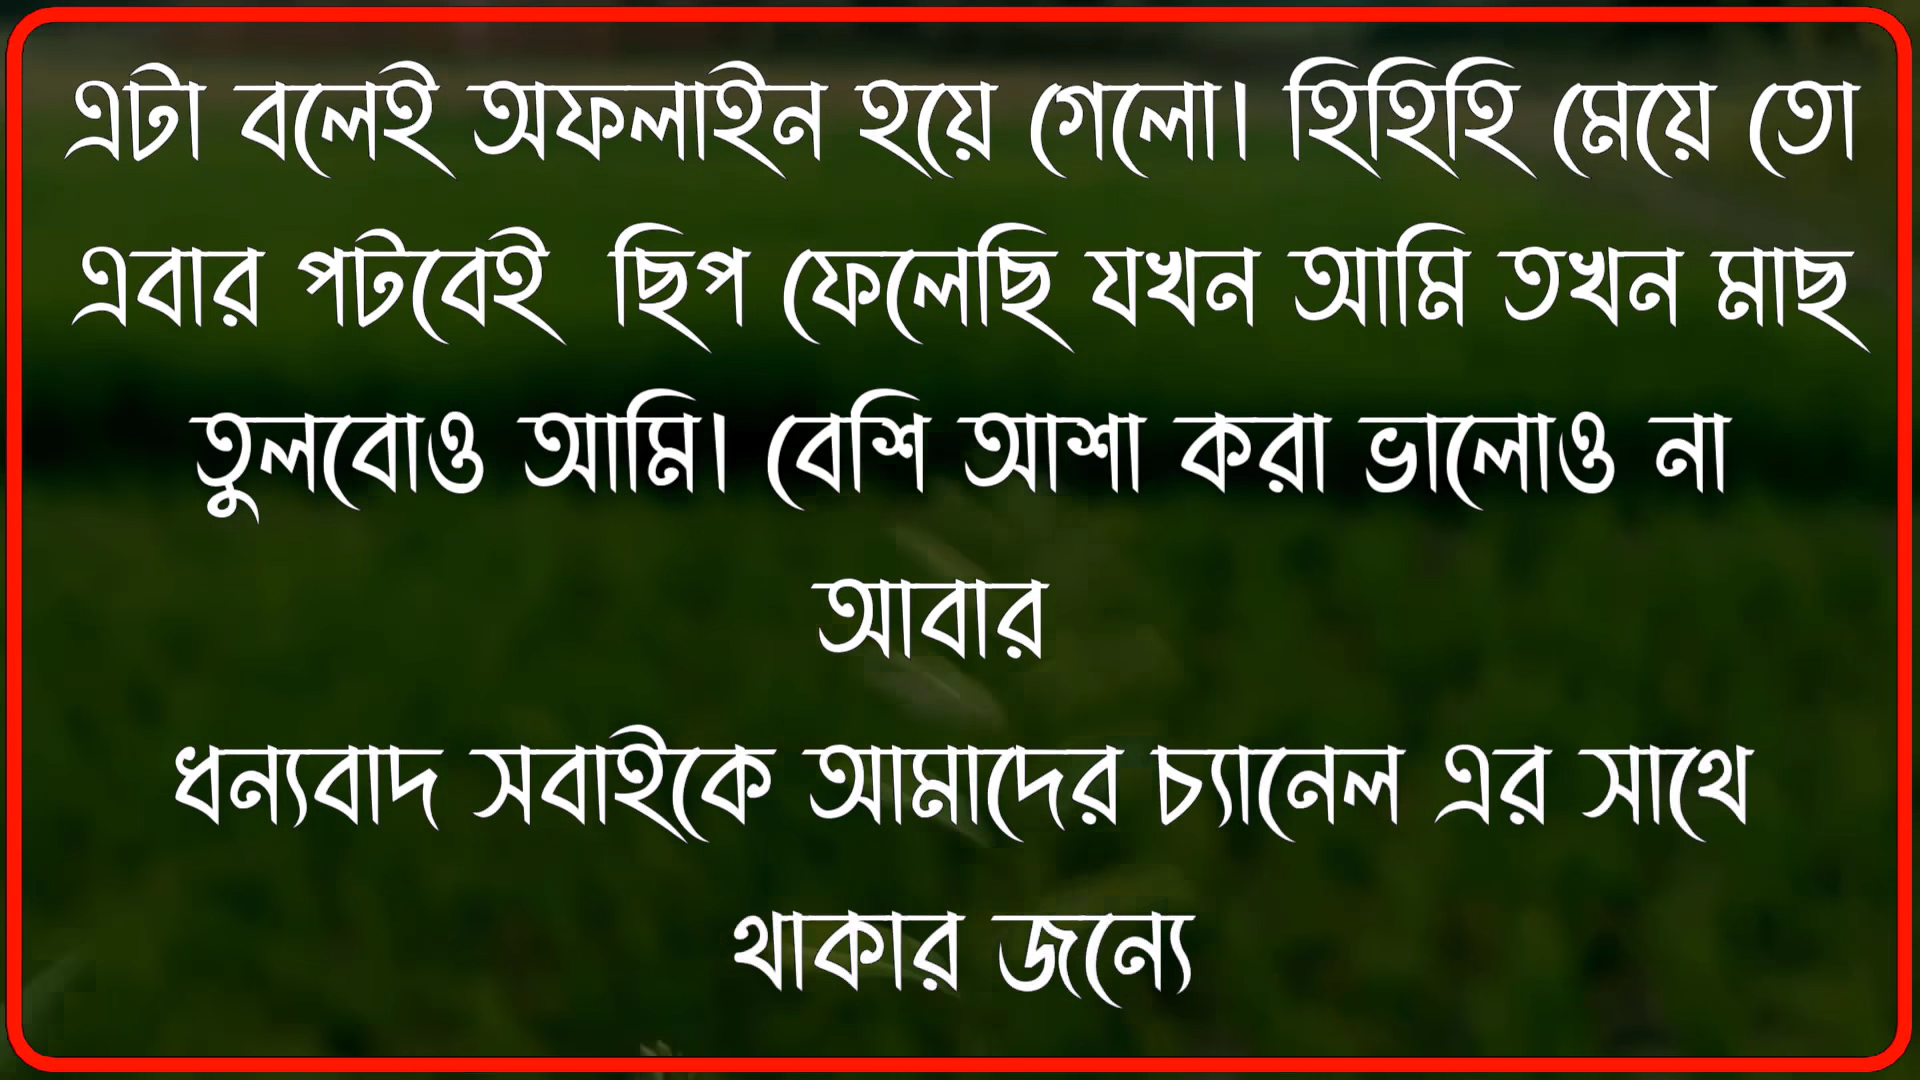 এটা বলেই অফলাইন হয়ে গেলো। হিহিহি মেয়ে তো
এবার পটবেই  ছিপ ফেলেছি যখন আমি তখন মাছ
তুলবোও আমি। বেশি আশা করা ভালোও না
আবার
ধন্যবাদ সবাইকে আমাদের চ্যানেল এর সাথে
থাকার জন্যে